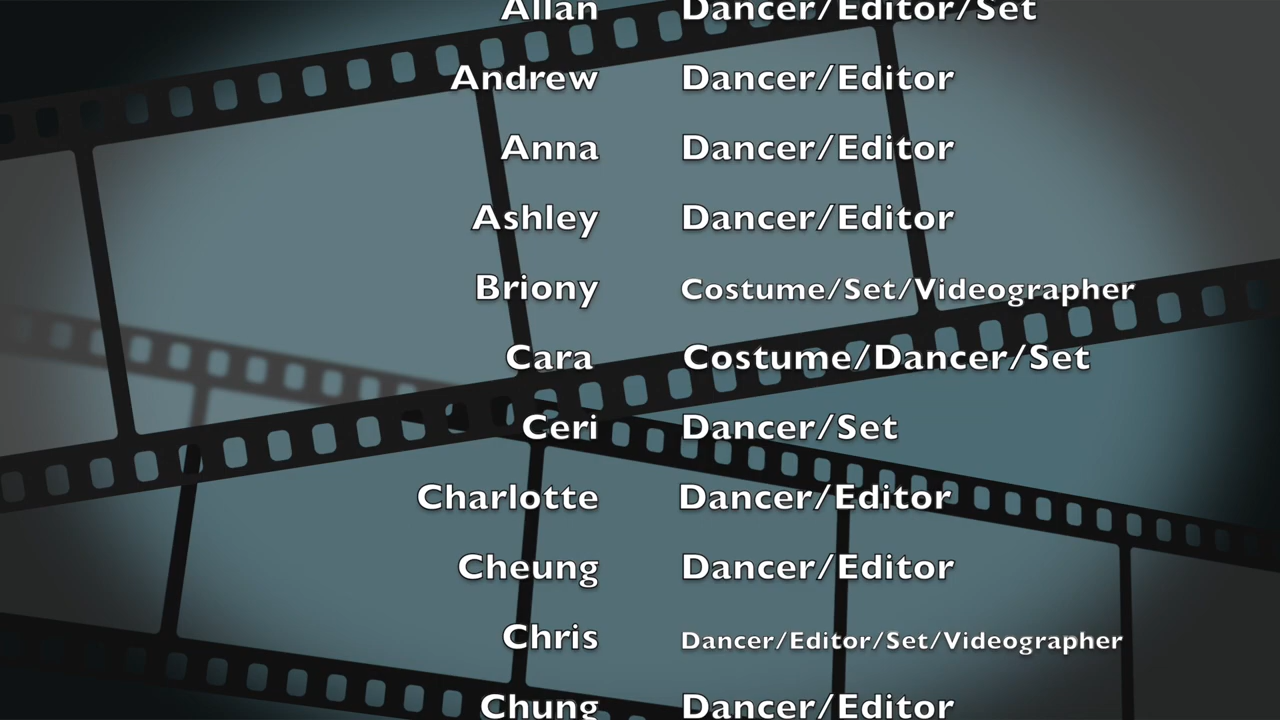 Allan Dancer/Editor/Set
Andrew Dancer/Editor
Anna Dancer/Editor
Ashley Dancer/Editor
Briony Costume/Set/Videographer
Cara Costume/Dancer/Set
Ceri Dancer/Set
Charlotte Dancer/Editor
Cheung Dancer/Editor
Chris Dancer/Editor/Set/Videographer
Chung Dancer/Editor